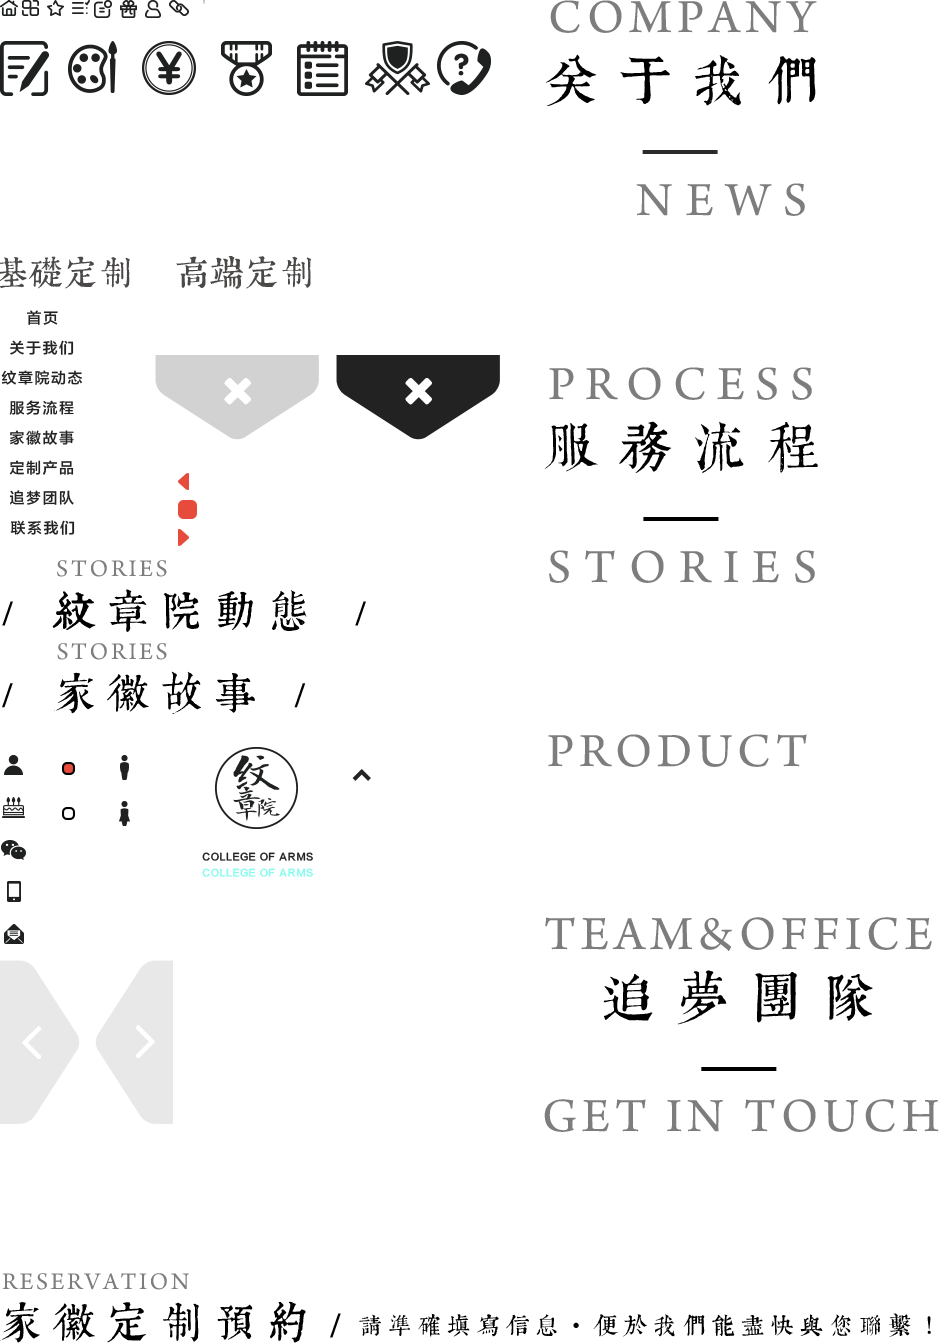 COMPANY
关于我們
NEWS
基礎定制
高端定制
首页
关于我们
纹章院动态
服务流程
家徽故事
定制产品
追梦团队
联系我们
PROCESS
服務流程
STORIES
STORIES
/ 紋章院動態 /
STORIES
/ 家徽故事 /
PRODUCT
纹章院
COLLEGE OF ARMS
COLLEGE OF ARMS
TEAM&OFFICE
追夢團隊
GET IN TOUCH
RESERVATION
家徽定制預約 / 請準確填寫信息·便於我們能盡快與您聯繫！